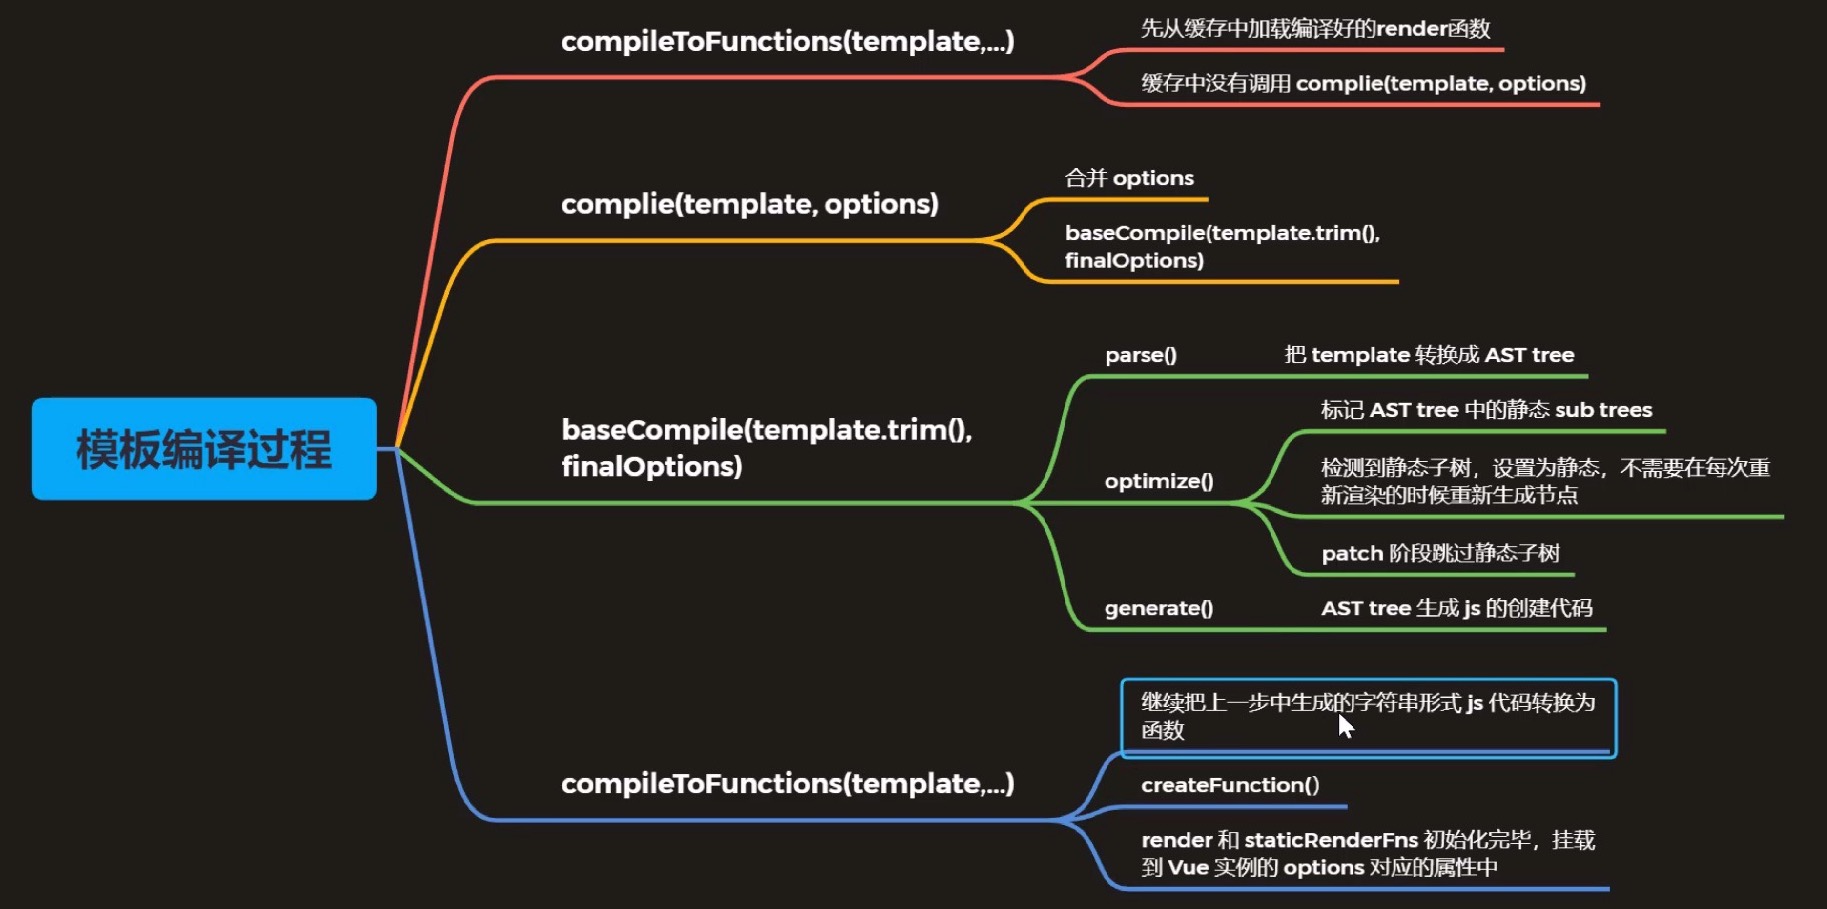 模板编译过程
compileToFunctions(template,...)
先从缓存中加载编译好的render函数
缓存中没有调用 complie(template, options)
complie(template, options)
合并 options
baseCompile(template.trim(),
finalOptions)
baseCompile(template.trim(),
finalOptions)
parse()
把 template 转换成 AST tree
optimize()
标记 AST tree 中的静态 sub trees
检测到静态子树，设置为静态，不需要在每次重
新渲染的时候重新生成节点
patch 阶段跳过静态子树
generate()
AST tree 生成 js 的创建代码
compileToFunctions(template,...)
继续把上一步中生成的字符串形式 js 代码转换为
函数
createFunction()
render 和 staticRenderFns 初始化完毕，挂载
到 Vue 实例的 options 对应的属性中